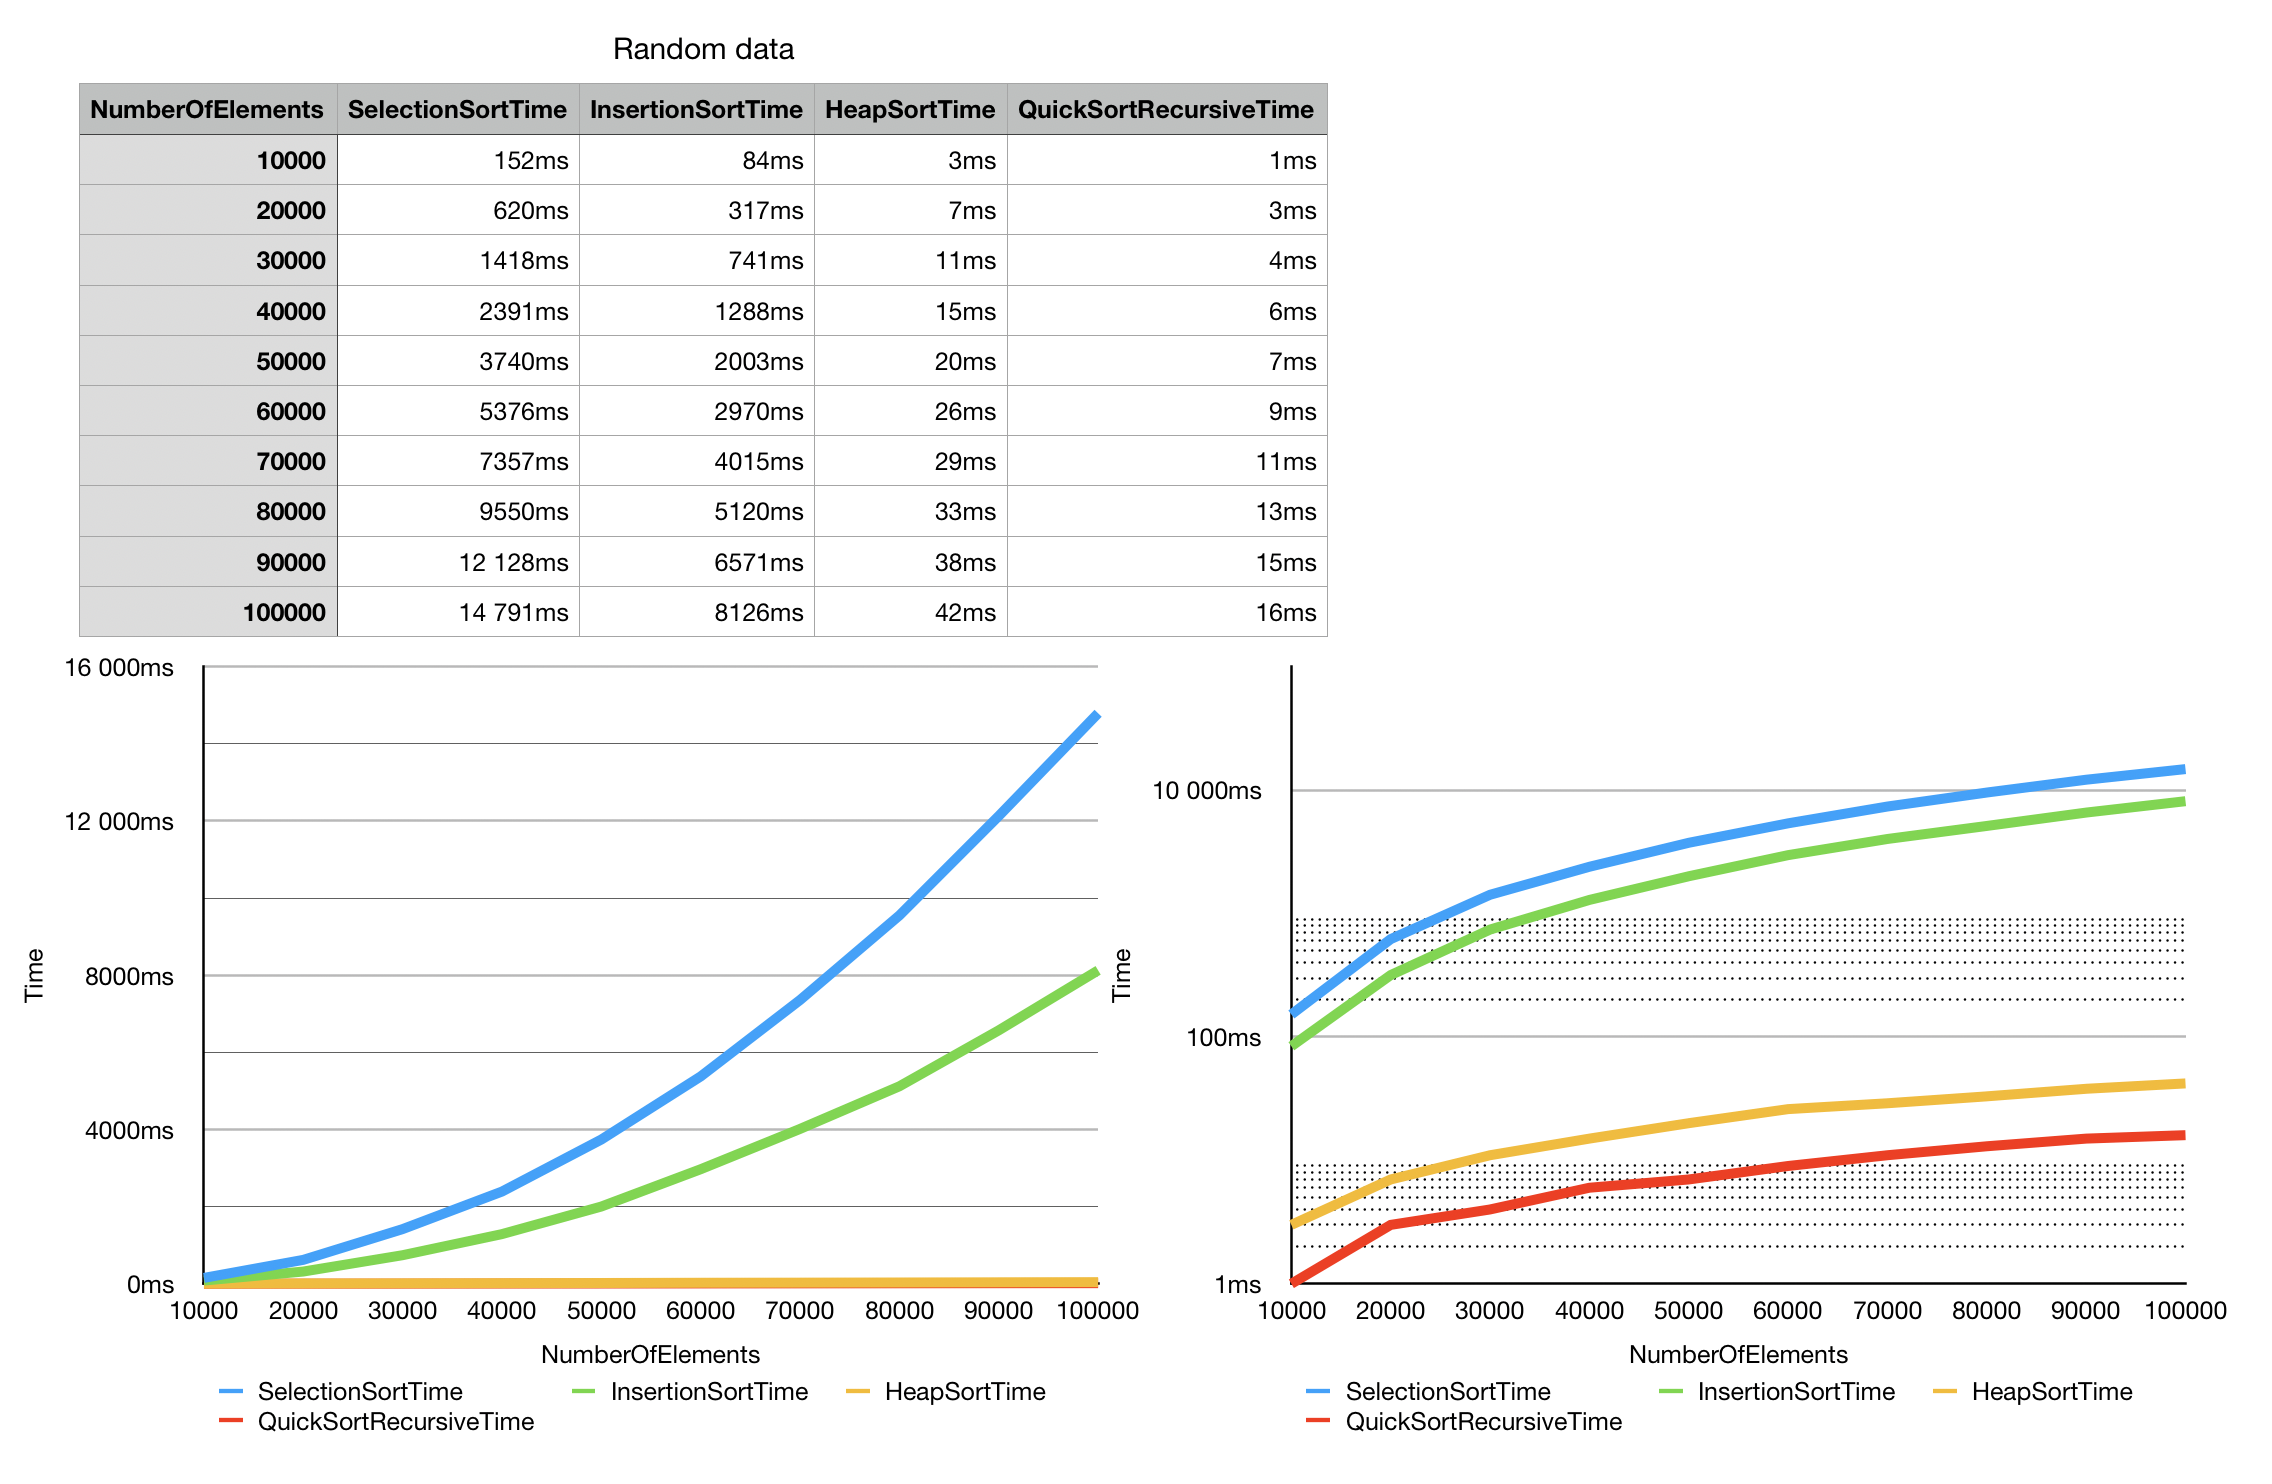 Random data
NumberOfElements SelectionSortTime InsertionSortTime HeapSortTime QuickSortRecursiveTime
10000 152ms 84ms 3ms 1ms
20000 620ms 317ms 7ms 3ms
30000 1418ms 741ms 11ms 4ms
40000 2391ms 1288ms 15ms 6ms
50000 3740ms 2003ms 20ms 7ms
60000 5376ms 2970ms 26ms 9ms
70000 7357ms 4015ms 29ms 11ms
80000 9550ms 5120ms 33ms 13ms
90000 12 128ms 6571ms 38ms 15ms
100000 14 791ms 8126ms 42ms 16ms
Time
16 000ms
12 000ms
8000ms
4000ms
0ms
10000 20000 30000 40000 50000 60000 70000 80000 90000 100000
NumberOfElements
SelectionSortTime InsertionSortTime HeapSortTime
QuickSortRecursiveTime
Time
10 000ms
100ms
1ms
10000 20000 30000 40000 50000 60000 70000 80000 90000 100000
NumberOfElements
SelectionSortTime InsertionSortTime HeapSortTime
QuickSortRecursiveTime